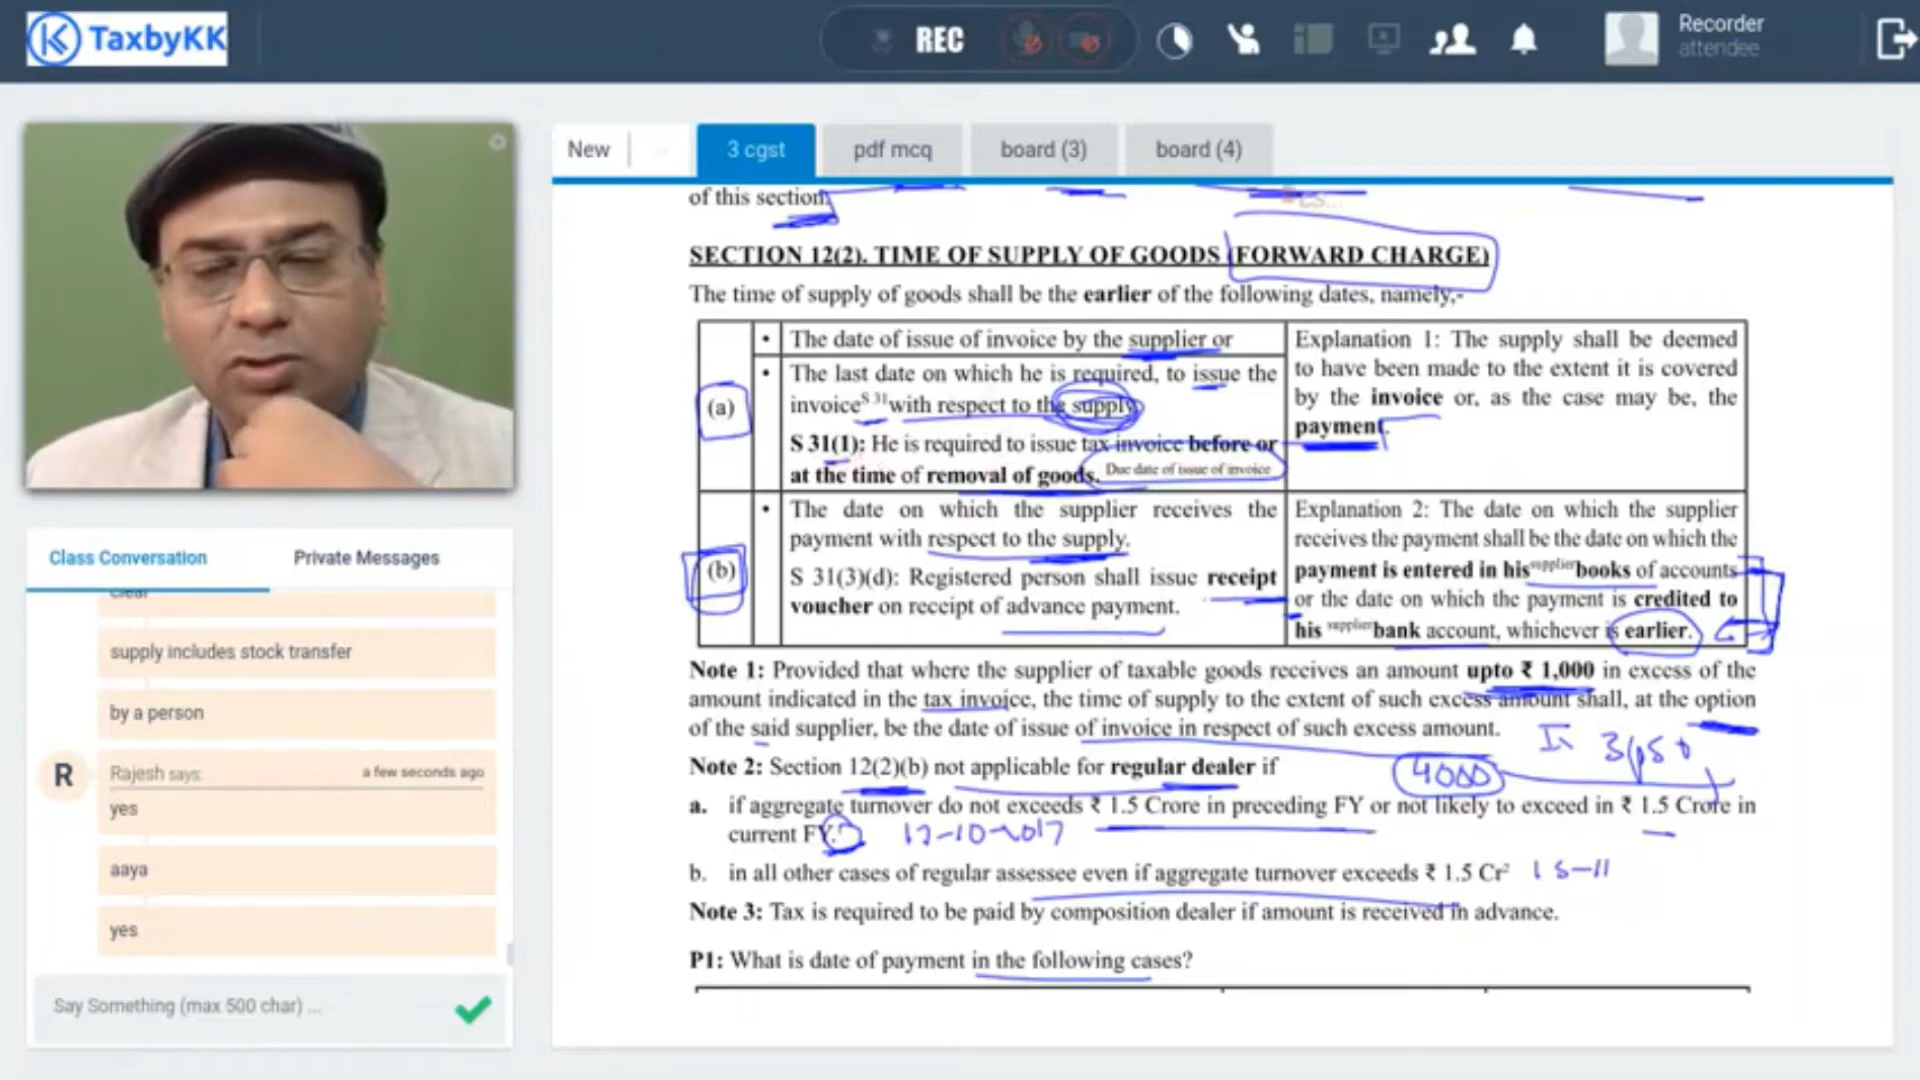 TaxbyKK
REC
Recorder
attendee
New
3 cgst
pdf mcq
board (3)
board (4)
Class Conversation
Private Messages
clear
supply includes stock transfer
by a person
R
Rajesh says:
a few seconds ago
yes
aaya
yes
Say Something (max 500 char) ...
of this section.
SECTION 12(2). TIME OF SUPPLY OF GOODS (FORWARD CHARGE)
The time of supply of goods shall be the earlier of the following dates, namely,-
(a)
• The date of issue of invoice by the supplier or
• The last date on which he is required, to issue the
invoice S 31 with respect to the supply
S 31(1): He is required to issue tax invoice before or
at the time of removal of goods. Due date of issue of invoice
Explanation 1: The supply shall be deemed
to have been made to the extent it is covered
by the invoice or, as the case may be, the
payment.
(b)
• The date on which the supplier receives the
payment with respect to the supply.
S 31(3)(d): Registered person shall issue receipt
voucher on receipt of advance payment.
Explanation 2: The date on which the supplier
receives the payment shall be the date on which the
payment is entered in his supplier books of accounts
or the date on which the payment is credited to
his supplier bank account, whichever is earlier.
Note 1: Provided that where the supplier of taxable goods receives an amount upto ₹ 1,000 in excess of the
amount indicated in the tax invoice, the time of supply to the extent of such excess amount shall, at the option
of the said supplier, be the date of issue of invoice in respect of such excess amount.
Note 2: Section 12(2)(b) not applicable for regular dealer if
4000
a. if aggregate turnover do not exceeds ₹ 1.5 Crore in preceding FY or not likely to exceed in ₹ 1.5 Crore in
current FY.
b. in all other cases of regular assessee even if aggregate turnover exceeds ₹ 1.5 Cr² 15-11
Note 3: Tax is required to be paid by composition dealer if amount is received in advance.
P1: What is date of payment in the following cases?